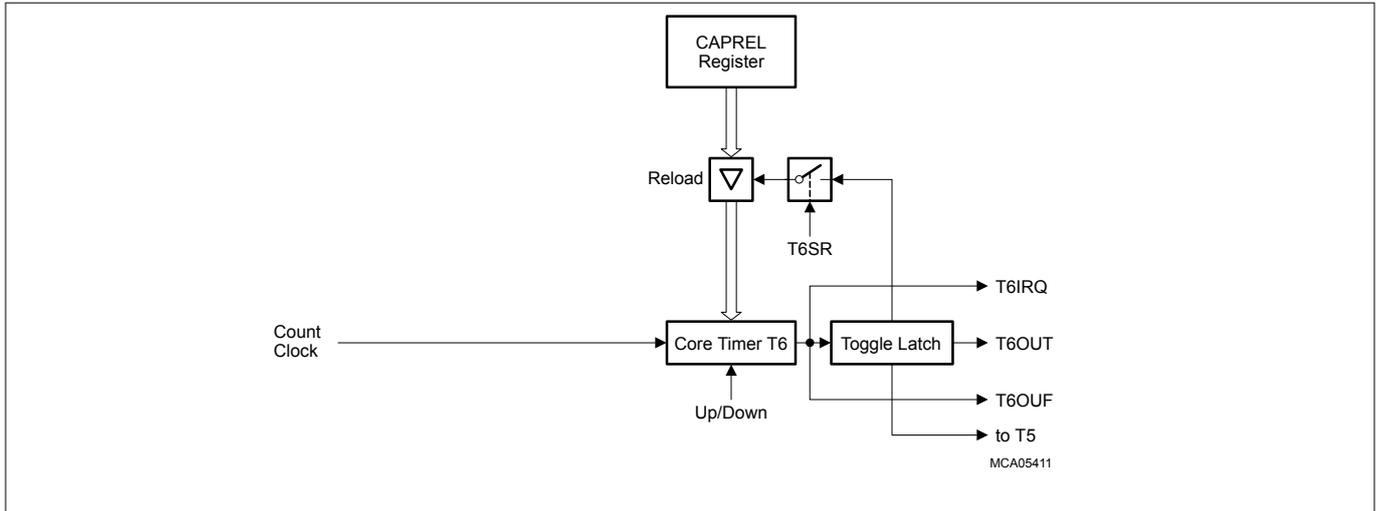 CAPREL
Register
Reload
T6SR
T6IRQ
Count
Clock
Core Timer T6
Toggle Latch
T6OUT
Up/Down
T6OUF
to T5
MCA05411